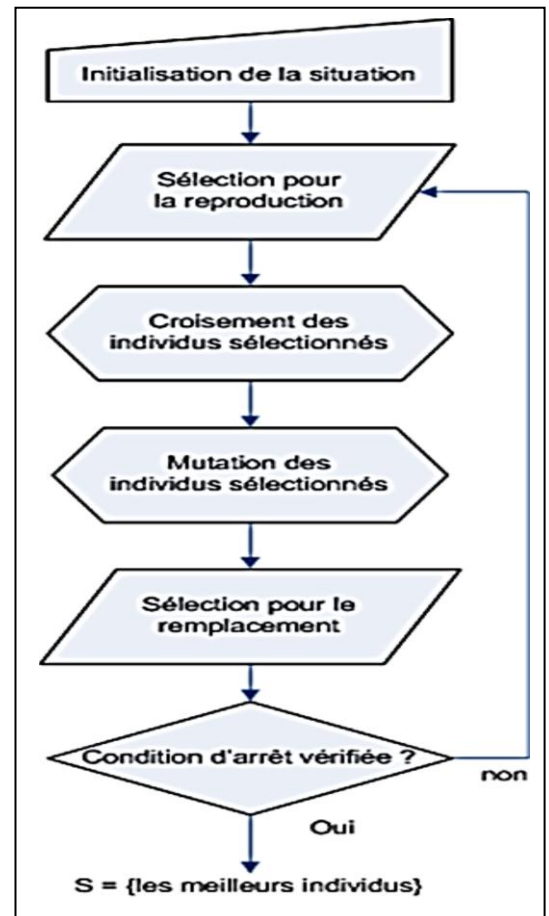 Initialisation de la situation
Sélection pour
la reproduction
Croisement des
individus sélectionnés
Mutation des
individus sélectionnés
Sélection pour le
remplacement
Condition d'arrêt vérifiée ?
non
Oui
S = {les meilleurs individus}